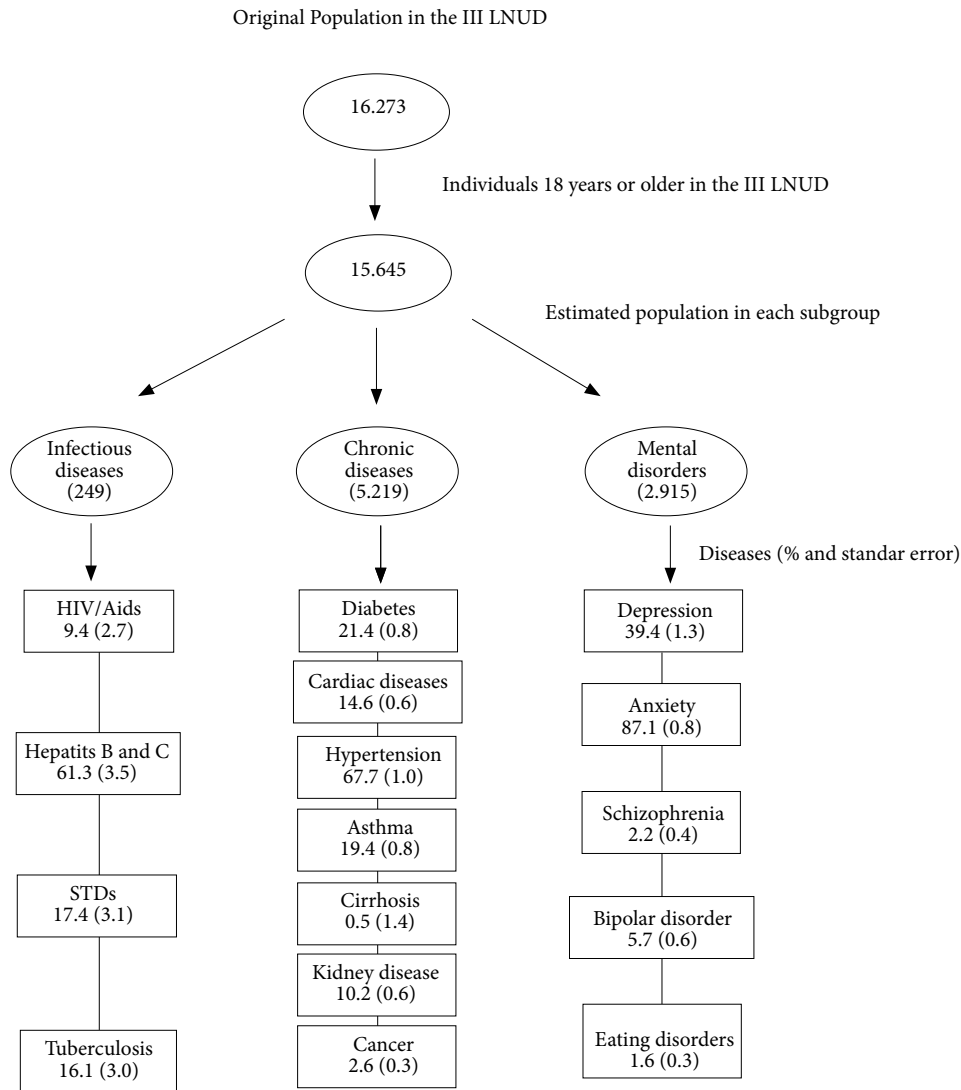 Original Population in the III LNUD
16.273
Individuals 18 years or older in the III LNUD
15.645
Estimated population in each subgroup
Infectious
diseases
(249)
Chronic
diseases
(5.219)
Mental
disorders
(2.915)
Diseases (% and standar error)
HIV/Aids
9.4 (2.7)
Hepatits B and C
61.3 (3.5)
STDs
17.4 (3.1)
Tuberculosis
16.1 (3.0)
Diabetes
21.4 (0.8)
Cardiac diseases
14.6 (0.6)
Hypertension
67.7 (1.0)
Asthma
19.4 (0.8)
Cirrhosis
0.5 (1.4)
Kidney disease
10.2 (0.6)
Cancer
2.6 (0.3)
Depression
39.4 (1.3)
Anxiety
87.1 (0.8)
Schizophrenia
2.2 (0.4)
Bipolar disorder
5.7 (0.6)
Eating disorders
1.6 (0.3)